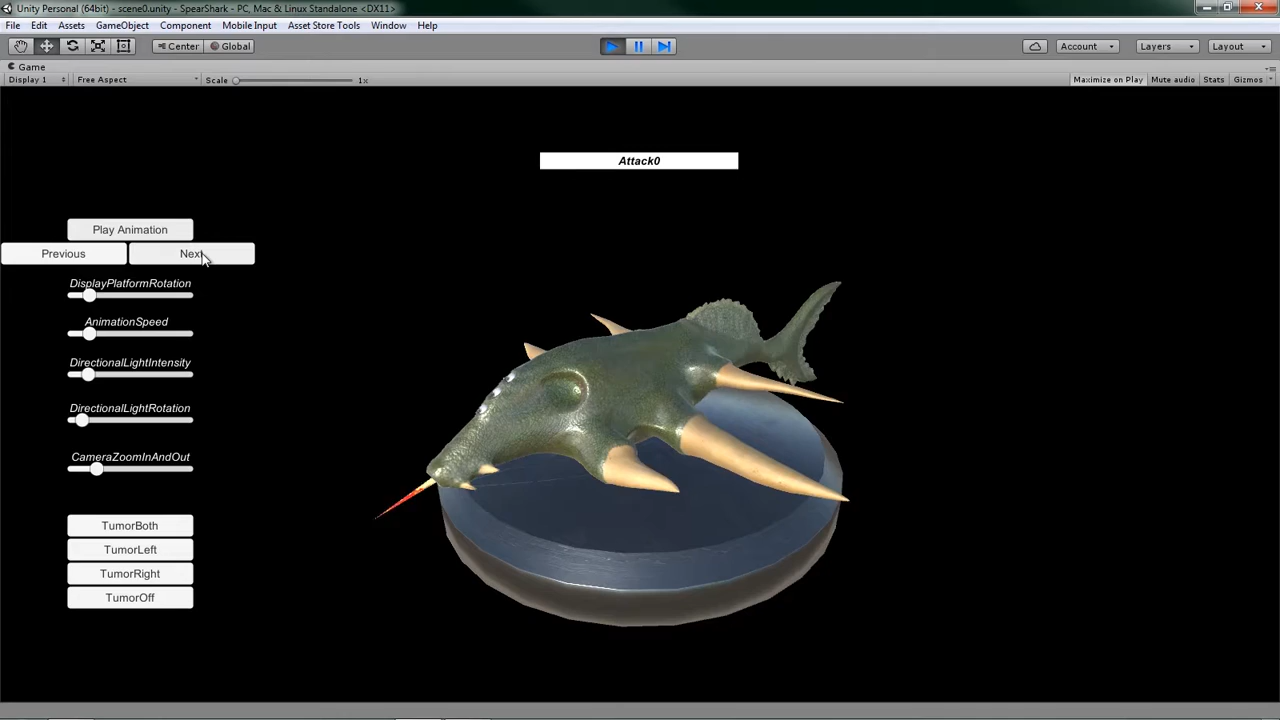 Unity Personal (64bit) - scene0.unity - SpearShark - PC, Mac & Linux Standalone <DX11>
File Edit Assets GameObject Component Mobile Input Asset Store Tools Window Help
Center Global Account Layers Layout
Game
Display 1 Free Aspect Scale 1x Maximize on Play Mute audio Stats Gizmos
Attack0
Play Animation
Previous Next
DisplayPlatformRotation
AnimationSpeed
DirectionalLightIntensity
DirectionalLightRotation
CameraZoomInAndOut
TumorBoth
TumorLeft
TumorRight
TumorOff